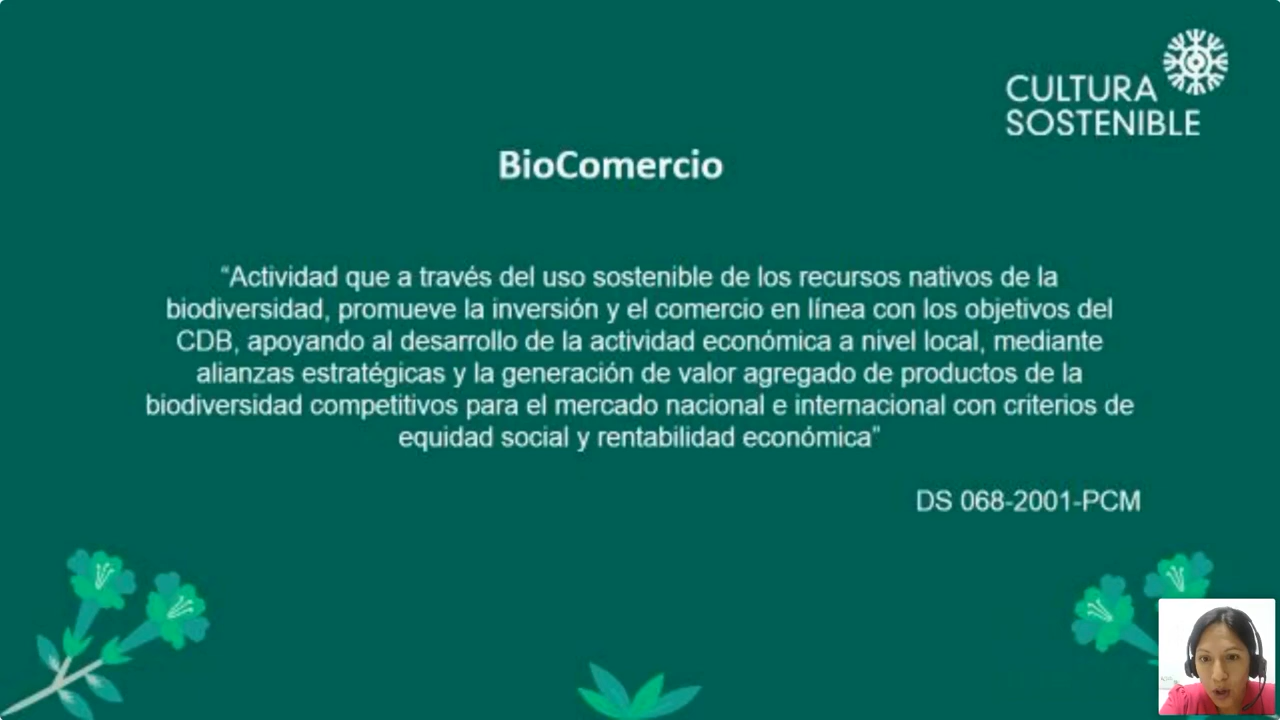 CULTURA
SOSTENIBLE
BioComercio
“Actividad que a través del uso sostenible de los recursos nativos de la
biodiversidad, promueve la inversión y el comercio en línea con los objetivos del
CDB, apoyando al desarrollo de la actividad económica a nivel local, mediante
alianzas estratégicas y la generación de valor agregado de productos de la
biodiversidad competitivos para el mercado nacional e internacional con criterios de
equidad social y rentabilidad económica”
DS 068-2001-PCM